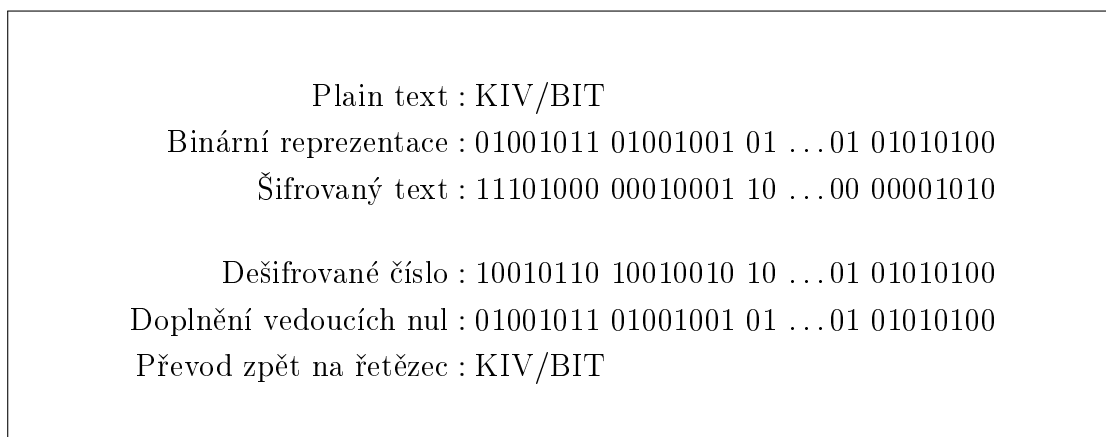 Plain text : KIV/BIT
Binární reprezentace : 01001011 01001001 01 ...01 01010100
Šifrovaný text : 11101000 00010001 10 ...00 00001010
Dešifrované číslo : 10010110 10010010 10 ...01 01010100
Doplnění vedoucích nul : 01001011 01001001 01 ...01 01010100
Převod zpět na řetězec : KIV/BIT